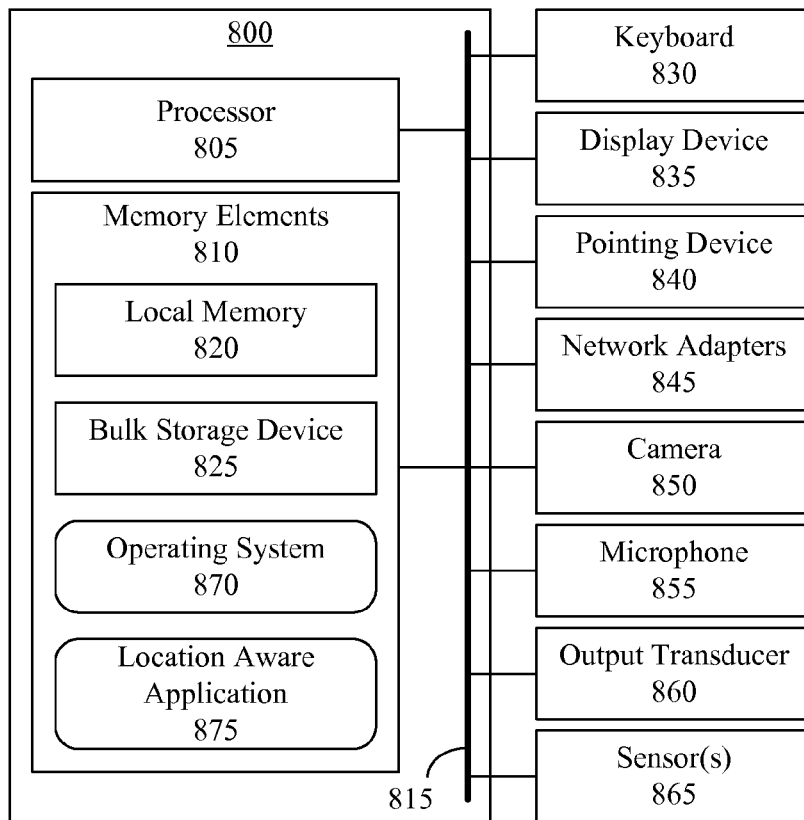 800
Processor
805
Memory Elements
810
Local Memory
820
Bulk Storage Device
825
Operating System
870
Location Aware
Application
875
815
Keyboard
830
Display Device
835
Pointing Device
840
Network Adapters
845
Camera
850
Microphone
855
Output Transducer
860
Sensor(s)
865